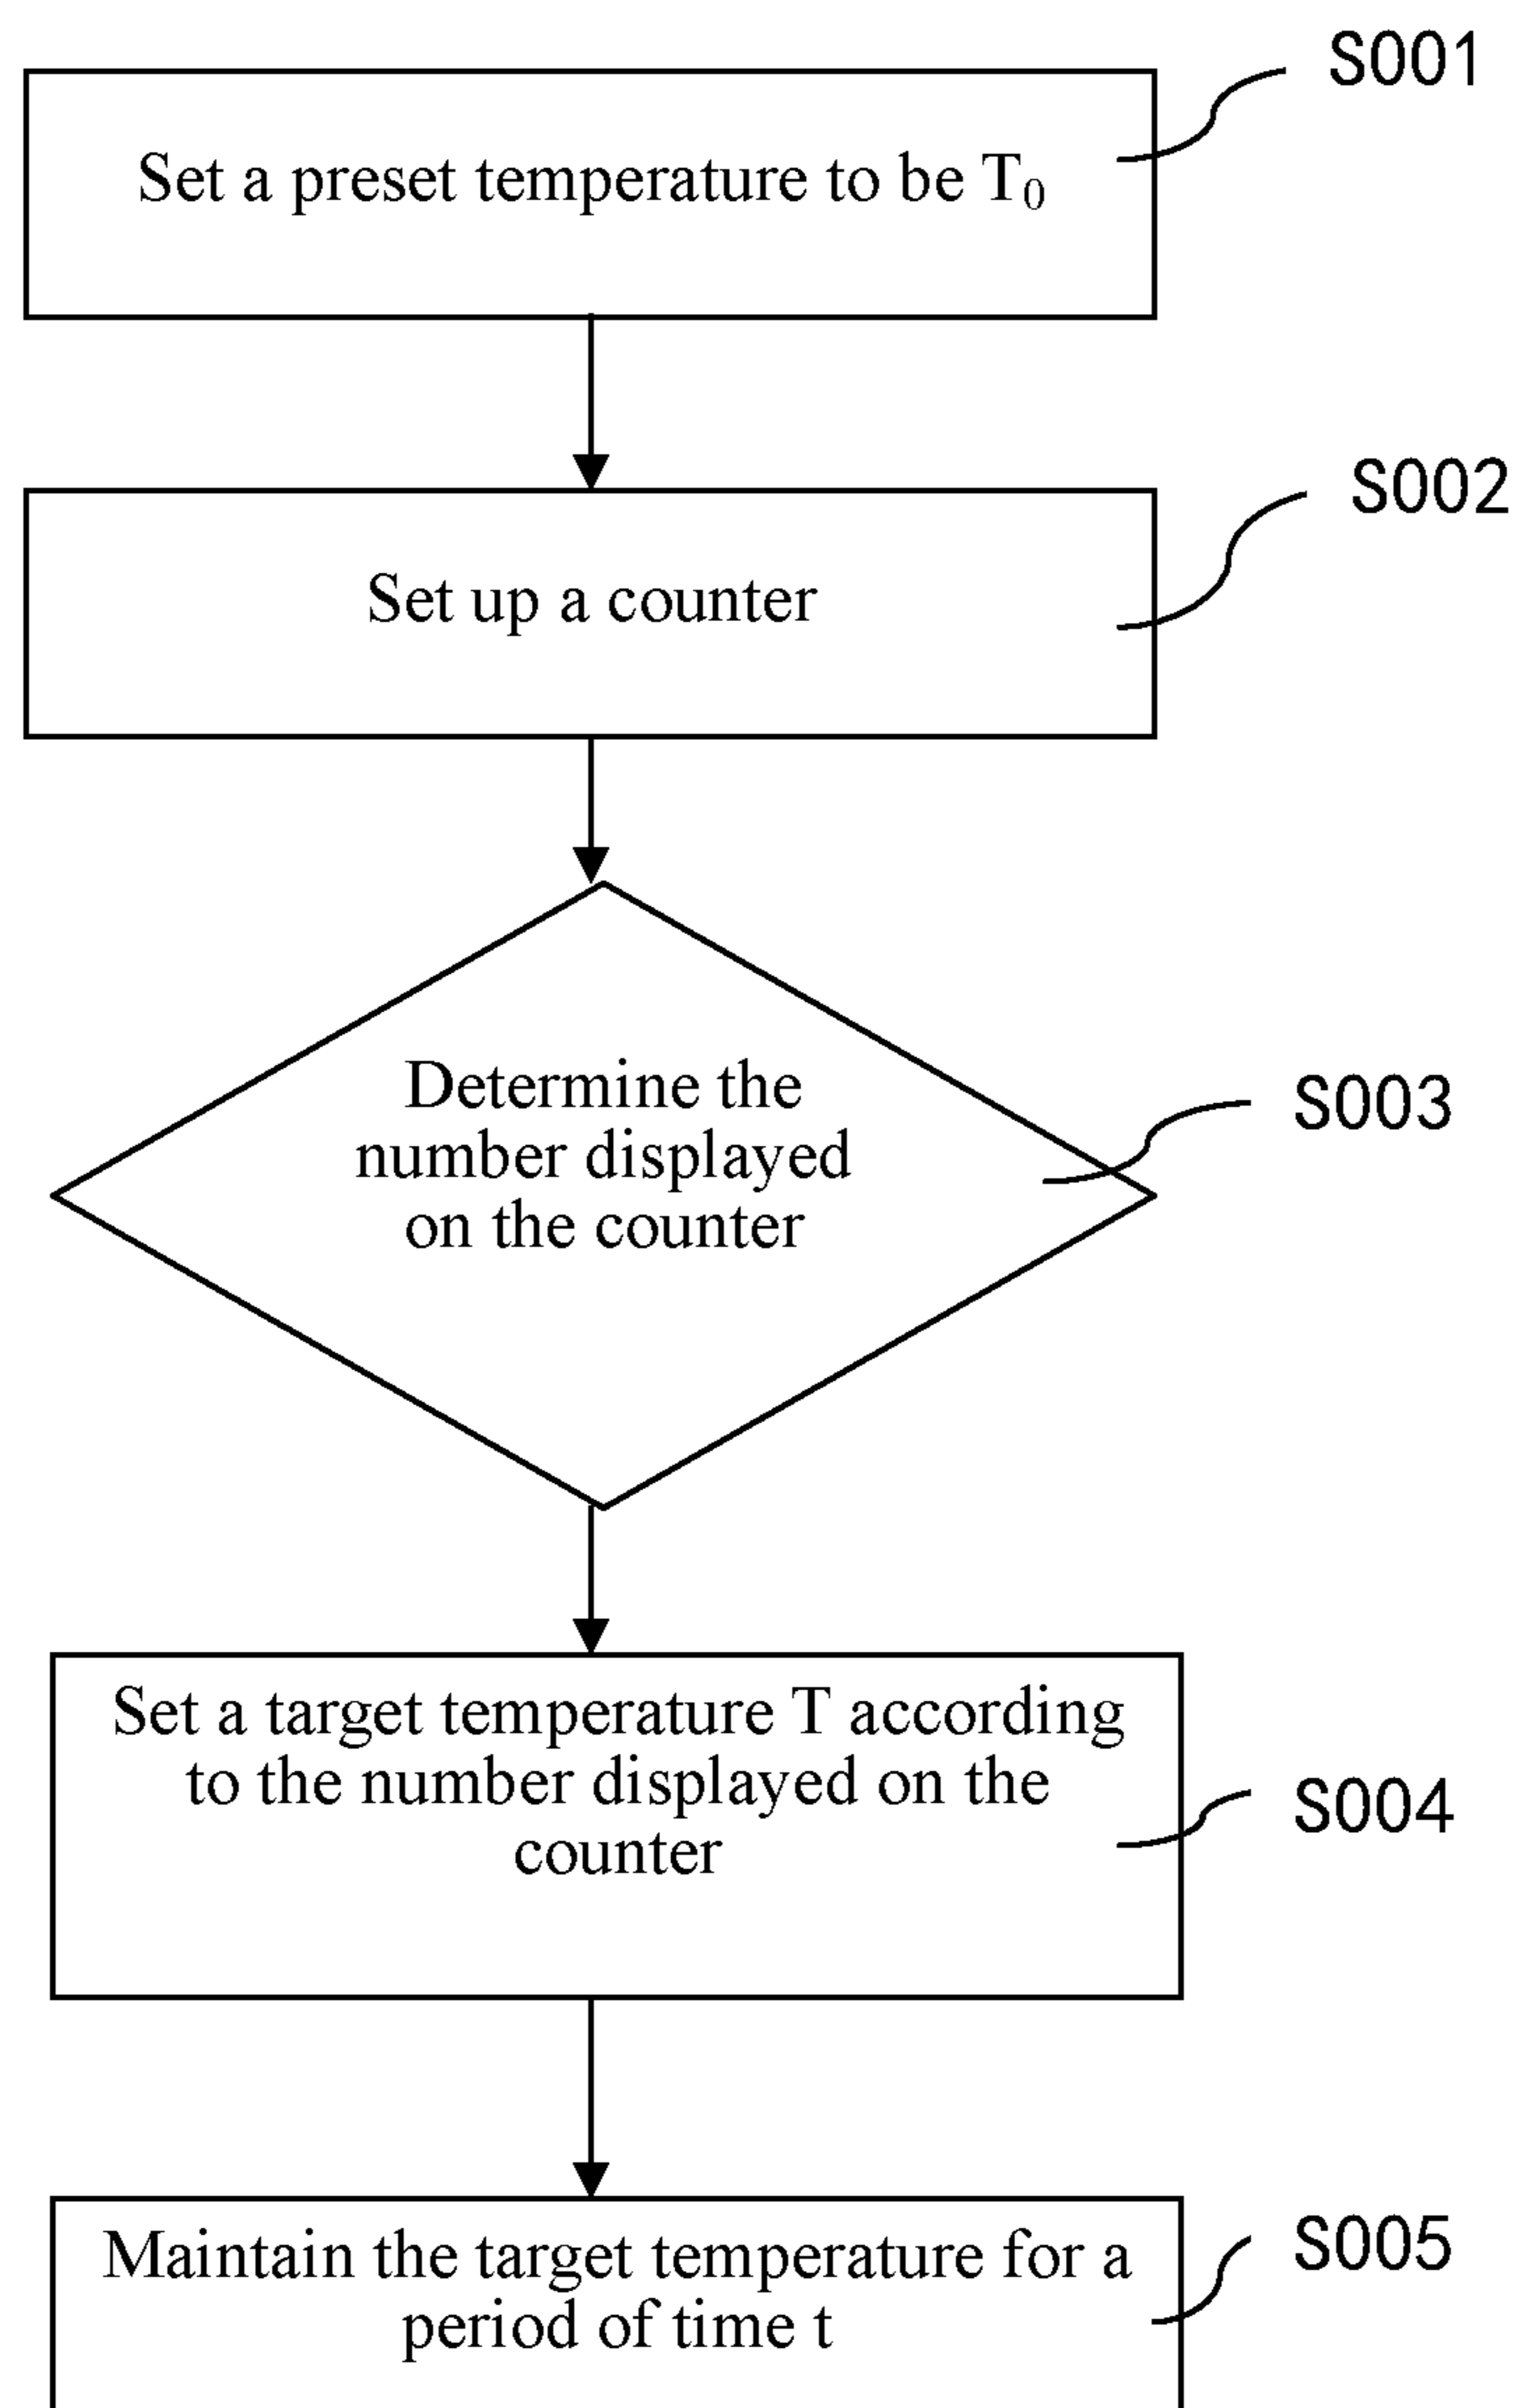 S001
Set a preset temperature to be T₀
S002
Set up a counter
Determine the
number displayed
on the counter
S003
Set a target temperature T according
to the number displayed on the
counter
S004
Maintain the target temperature for a
period of time t
S005